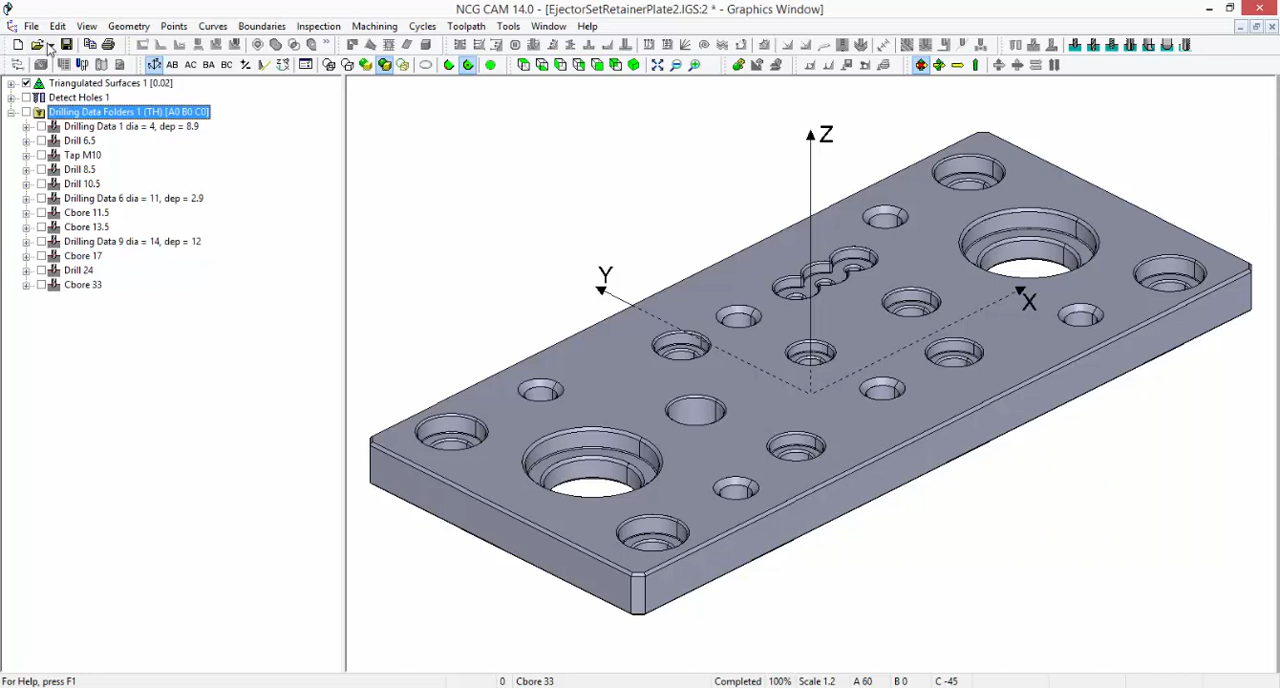 NCG CAM 14.0 - [EjectorSetRetainerPlate2.IGS:2 * - Graphics Window]
File Edit View Geometry Points Curves Boundaries Inspection Machining Cycles Toolpath Tools Window Help
AB AC BA BC
Triangulated Surfaces 1 [0.02]
Detect Holes 1
Drilling Data Folders 1 (TH) [A0 B0 C0]
Drilling Data 1 dia = 4, dep = 8.9
Drill 6.5
Tap M10
Drill 8.5
Drill 10.5
Drilling Data 6 dia = 11, dep = 2.9
Cbore 11.5
Cbore 13.5
Drilling Data 9 dia = 14, dep = 12
Cbore 17
Drill 24
Cbore 33
Z
Y
X
For Help, press F1 0 Cbore 33 Completed 100% Scale 1.2 A 60 B 0 C -45